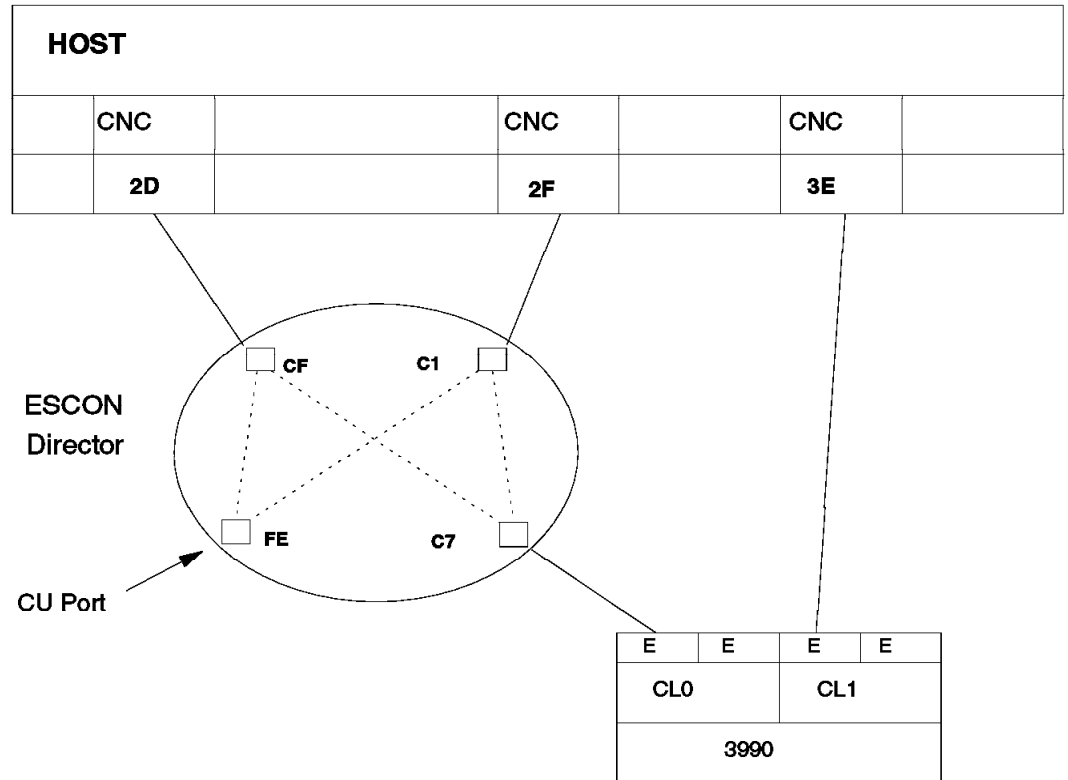 HOST
CNC CNC CNC
2D 2F 3E
CF C1
ESCON
Director
FE C7
CU Port
E E E E
CL0 CL1
3990